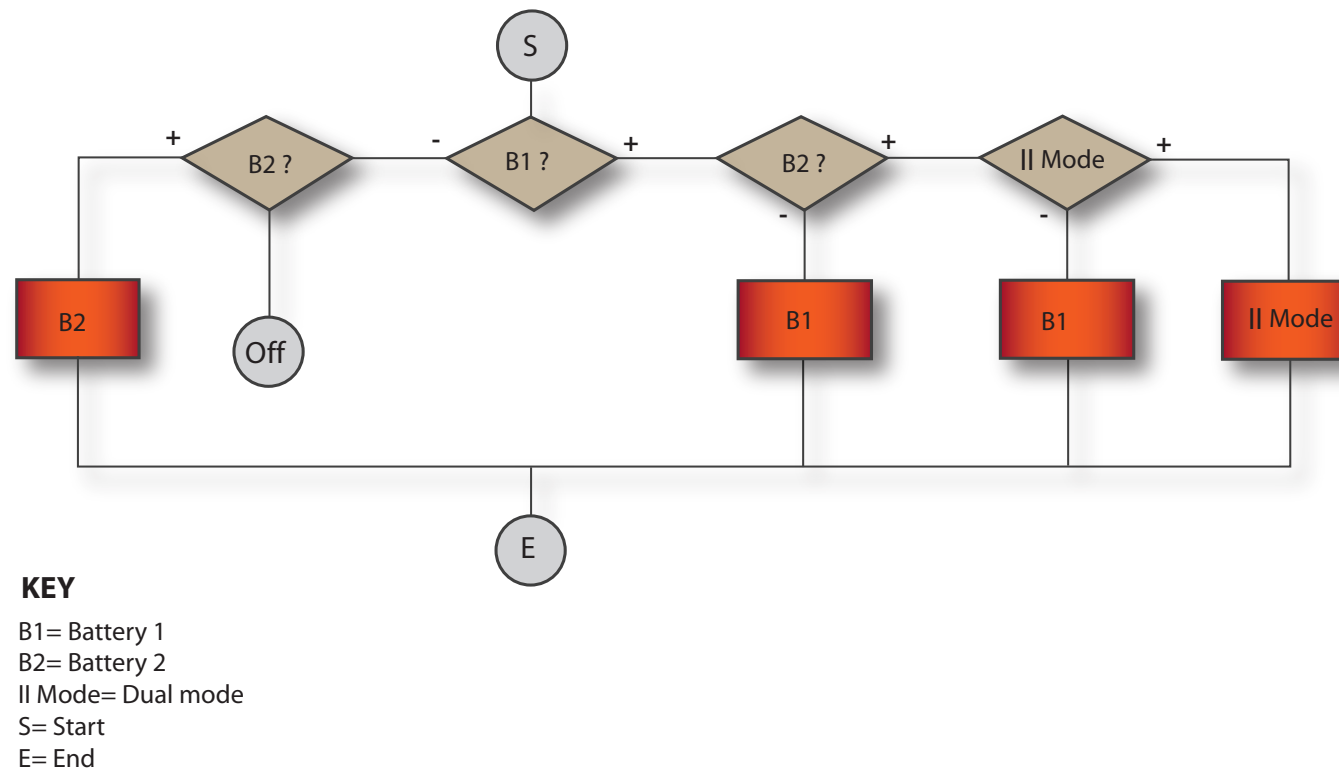 S
+
-
+
+
+
B2 ?
B1 ?
B2 ?
II Mode
-
-
B2
Off
B1
B1
II Mode
E
KEY
B1= Battery 1
B2= Battery 2
II Mode= Dual mode
S= Start
E= End